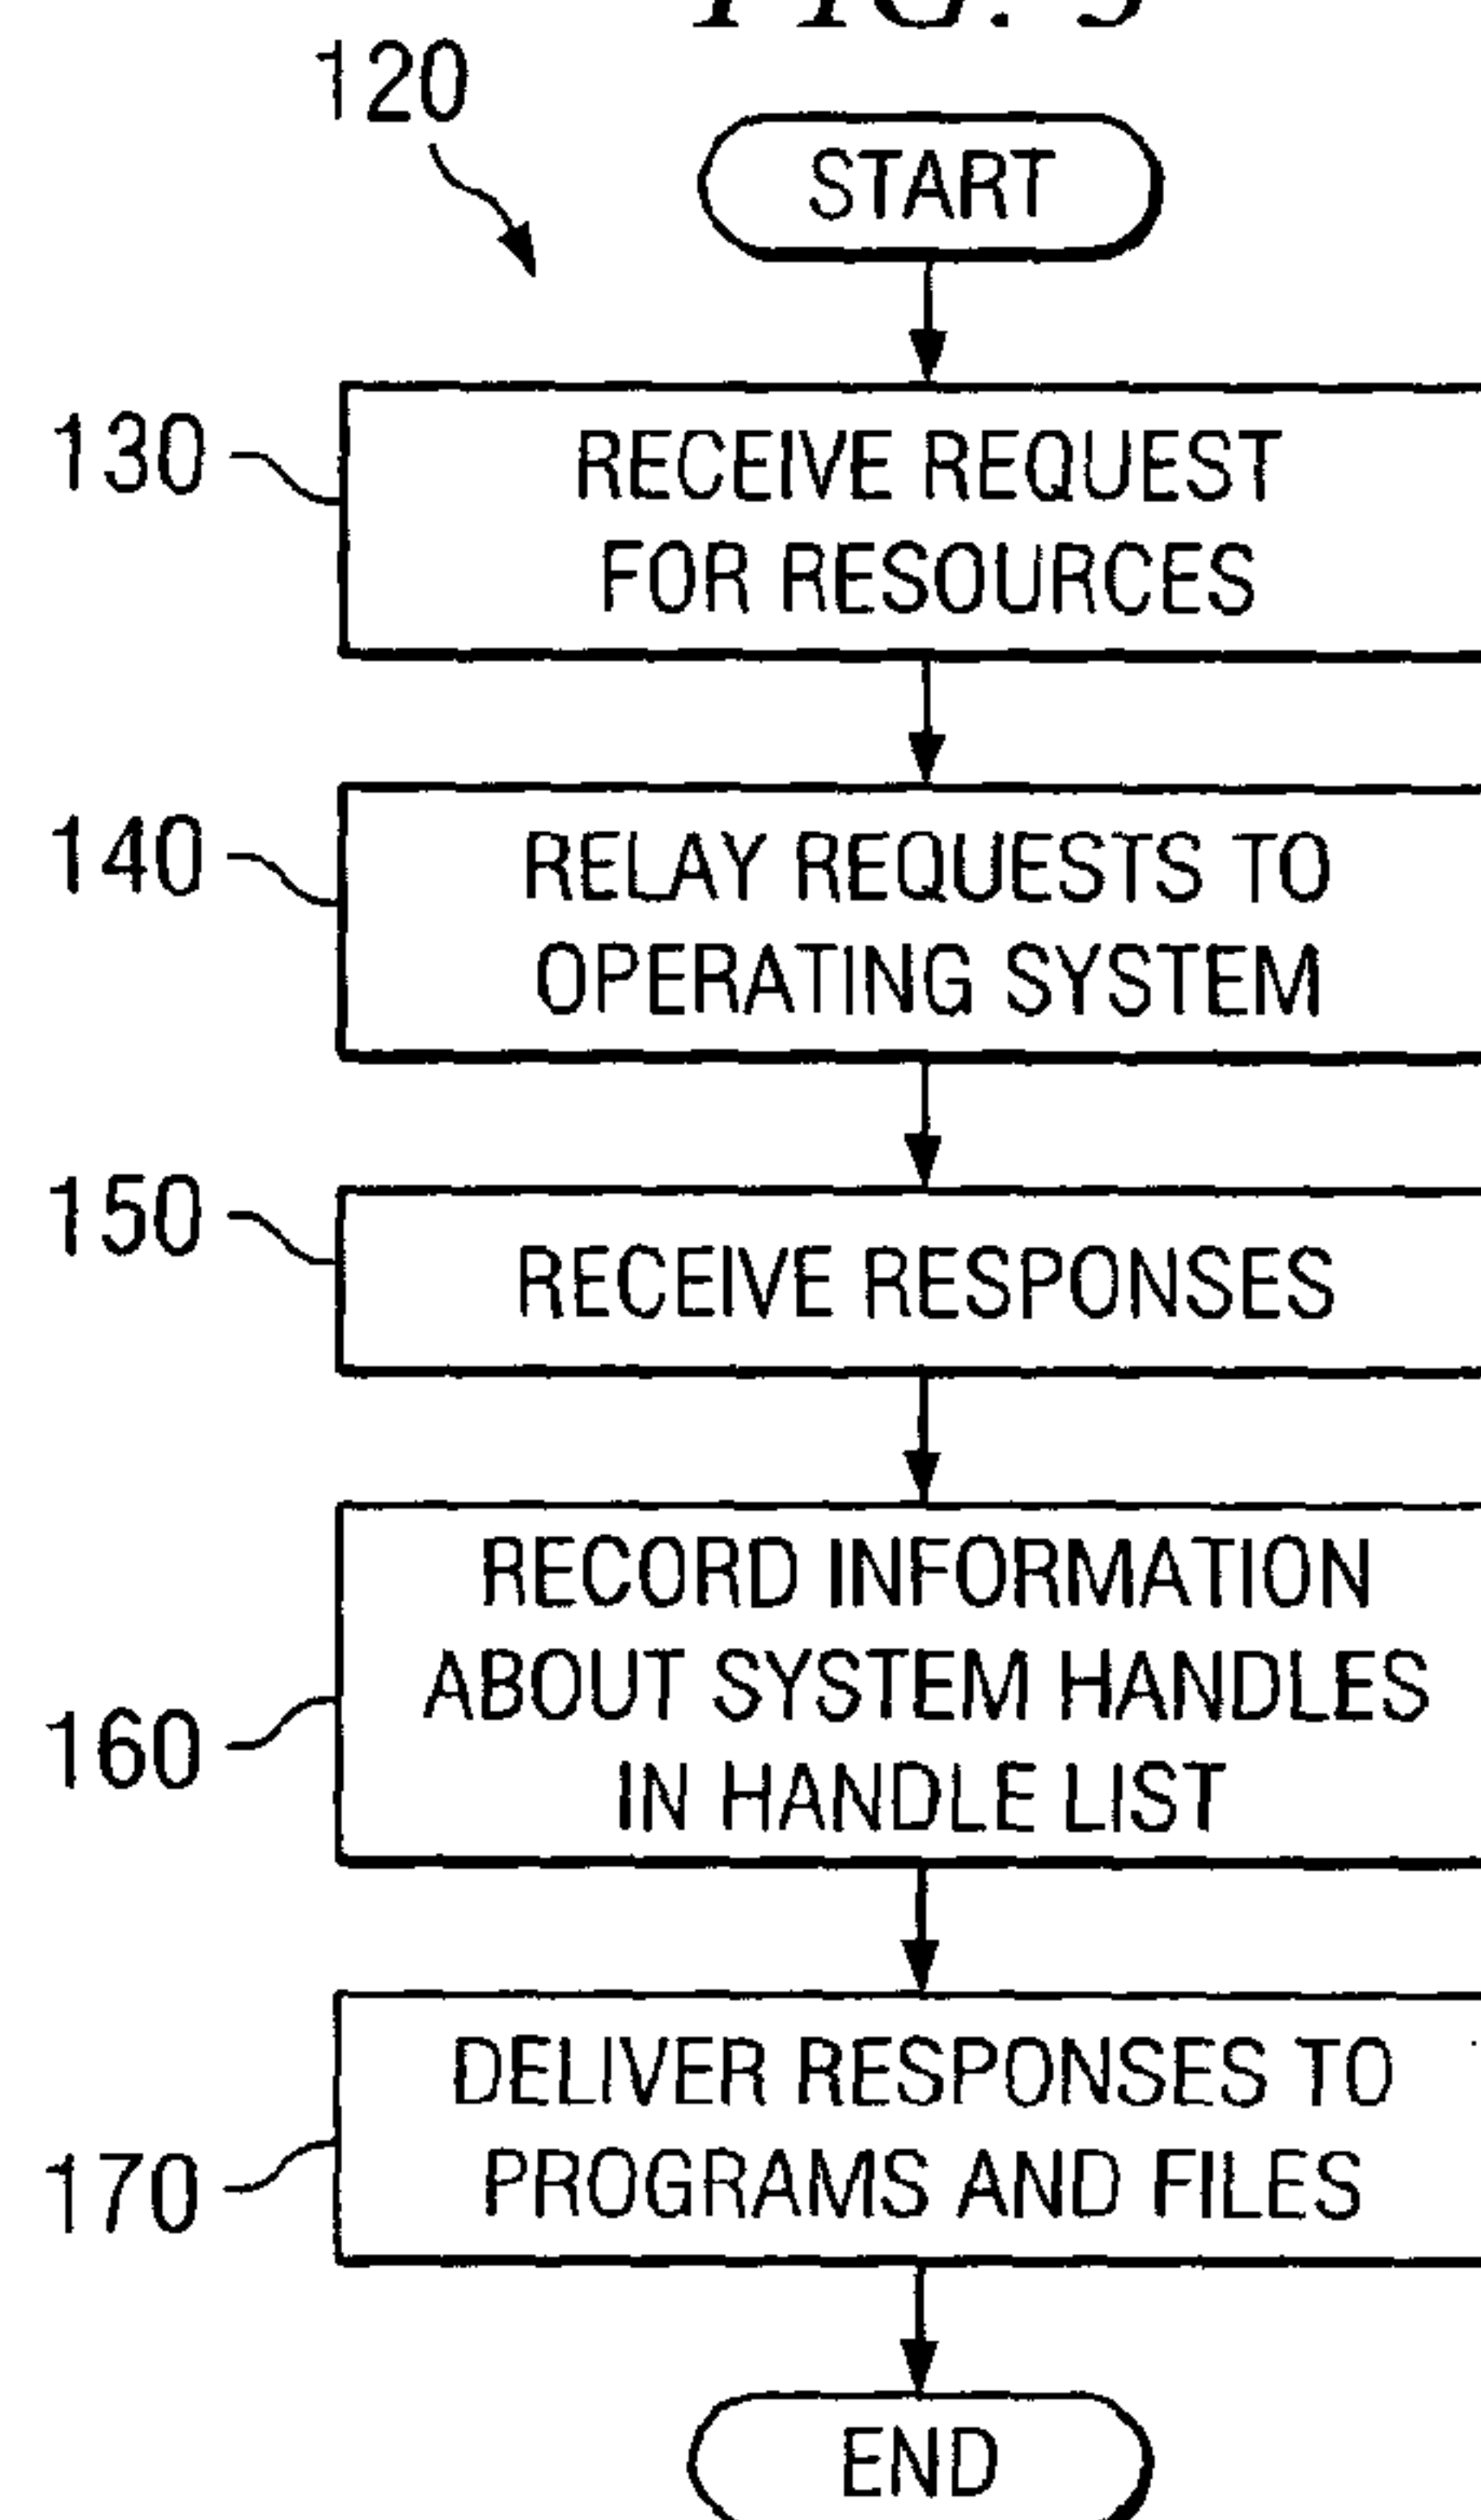 120
START
130
RECEIVE REQUEST
FOR RESOURCES
140
RELAY REQUESTS TO
OPERATING SYSTEM
150
RECEIVE RESPONSES
RECORD INFORMATION
ABOUT SYSTEM HANDLES
160
IN HANDLE LIST
DELIVER RESPONSES TO
170
PROGRAMS AND FILES
END